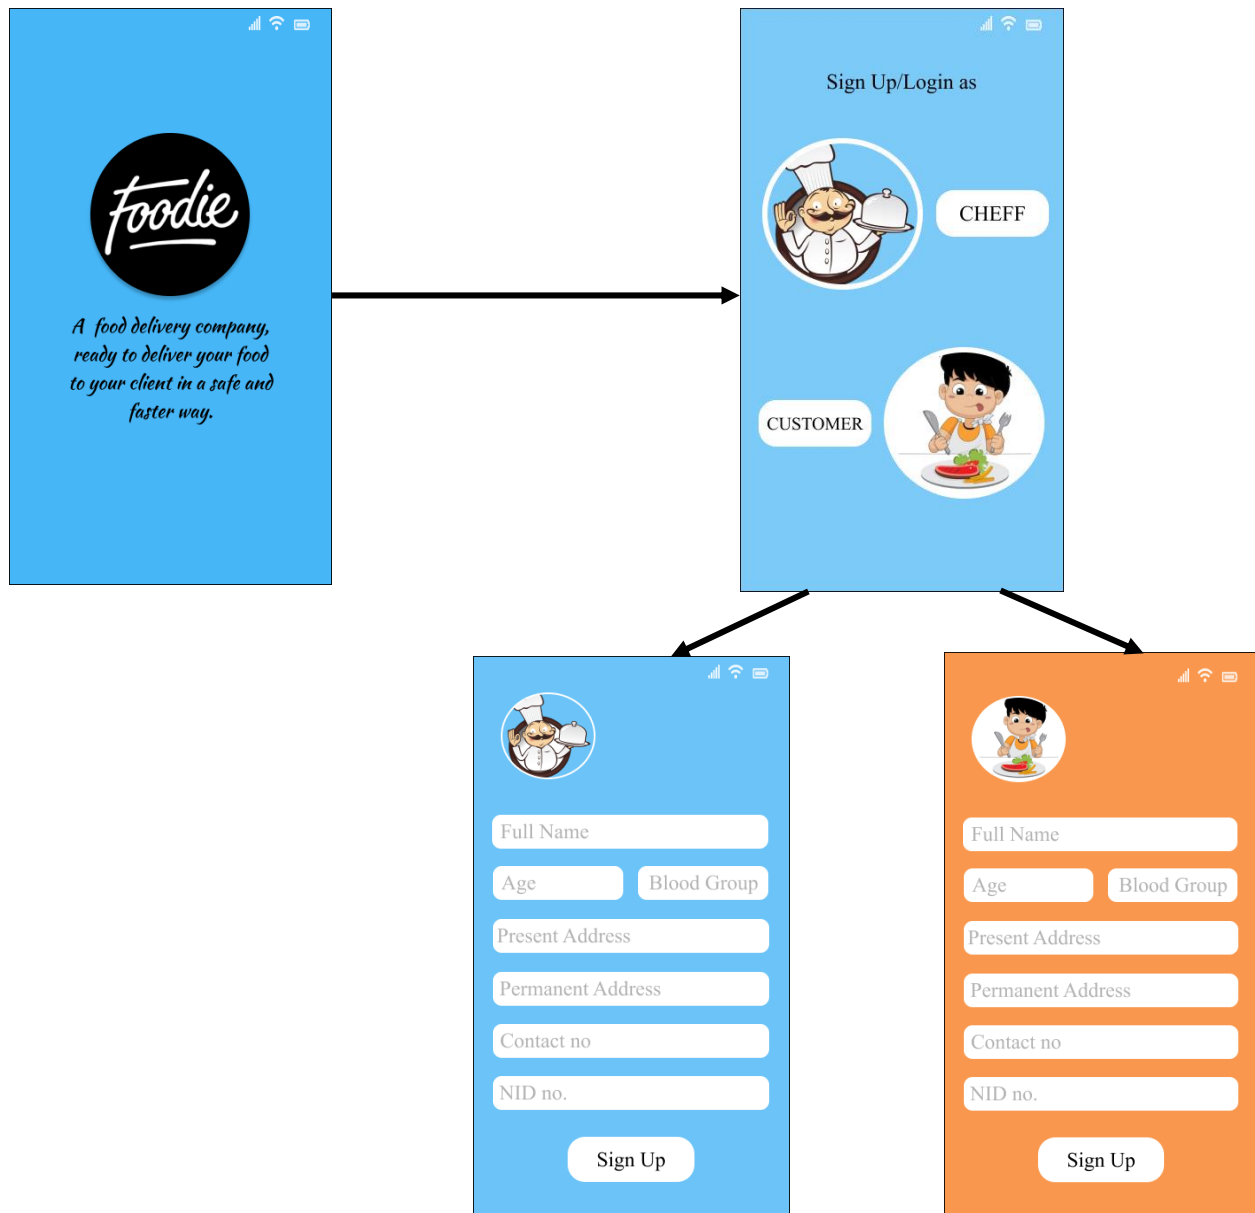 Foodie
A food delivery company,
ready to deliver your food
to your client in a safe and
faster way.
Sign Up/Login as
CHEFF
CUSTOMER
Full Name
Age
Blood Group
Present Address
Permanent Address
Contact no
NID no.
Sign Up
Full Name
Age
Blood Group
Present Address
Permanent Address
Contact no
NID no.
Sign Up